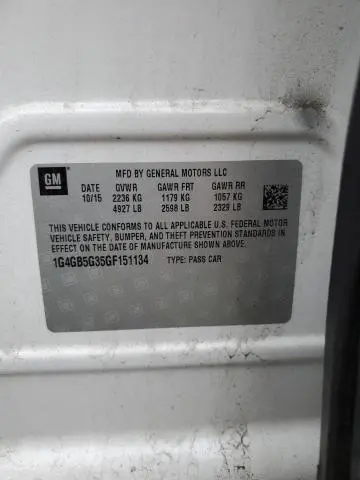 GM
MFD BY GENERAL MOTORS LLC
DATE GVWR GAWR FRT GAWR RR
10/15 2236 KG 1179 KG 1057 KG
4927 LB 2598 LB 2329 LB
THIS VEHICLE CONFORMS TO ALL APPLICABLE U.S. FEDERAL MOTOR
VEHICLE SAFETY, BUMPER, AND THEFT PREVENTION STANDARDS IN
EFFECT ON THE DATE OF MANUFACTURE SHOWN ABOVE.
1G4GB5G35GF151134 TYPE: PASS CAR